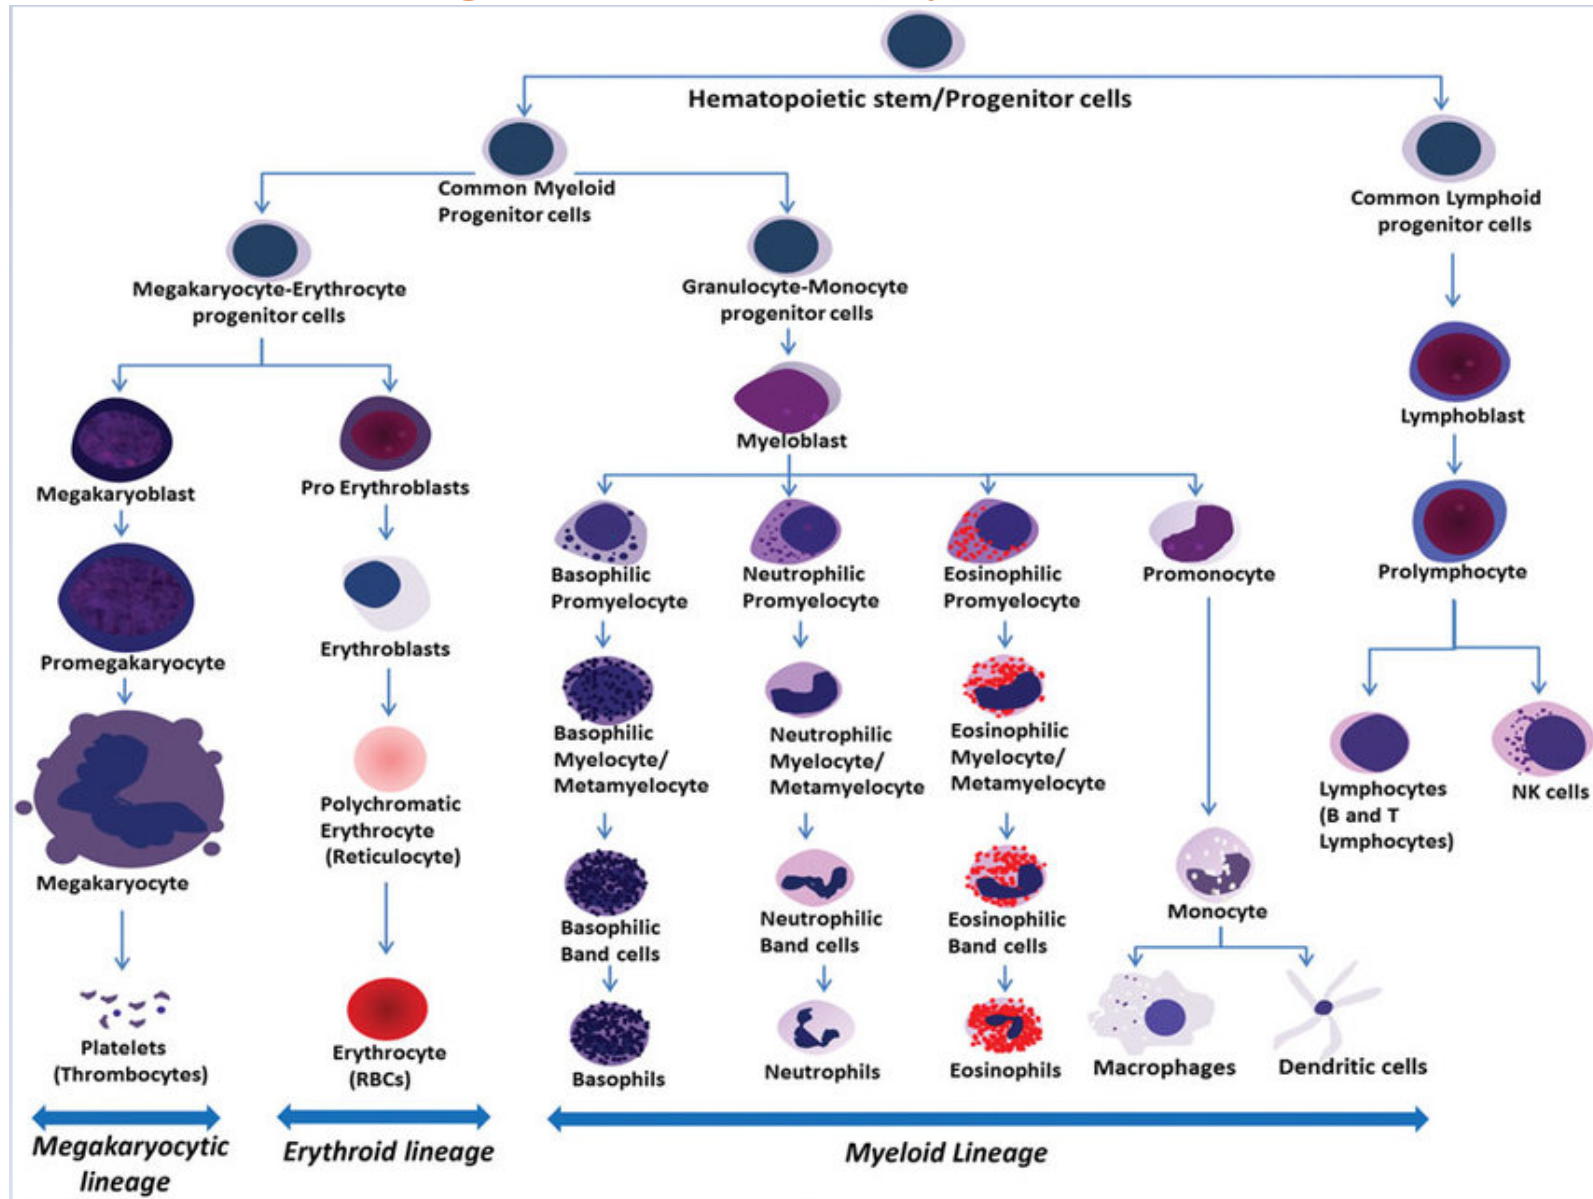 Hematopoietic stem/Progenitor cells
Common Myeloid
Progenitor cells
Common Lymphoid
progenitor cells
Megakaryocyte-Erythrocyte
progenitor cells
Granulocyte-Monocyte
progenitor cells
Megakaryoblast
Pro Erythroblasts
Myeloblast
Lymphoblast
Promegakaryocyte
Erythroblasts
Basophilic
Promyelocyte
Neutrophilic
Promyelocyte
Eosinophilic
Promyelocyte
Promonocyte
Prolymphocyte
Megakaryocyte
Polychromatic
Erythrocyte
(Reticulocyte)
Basophilic
Myelocyte/
Metamyelocyte
Neutrophilic
Myelocyte/
Metamyelocyte
Eosinophilic
Myelocyte/
Metamyelocyte
Lymphocytes
(B and T
Lymphocytes)
NK cells
Basophilic
Band cells
Neutrophilic
Band cells
Eosinophilic
Band cells
Monocyte
Platelets
(Thrombocytes)
Erythrocyte
(RBCs)
Basophils
Neutrophils
Eosinophils
Macrophages
Dendritic cells
Megakaryocytic
lineage
Erythroid lineage
Myeloid Lineage